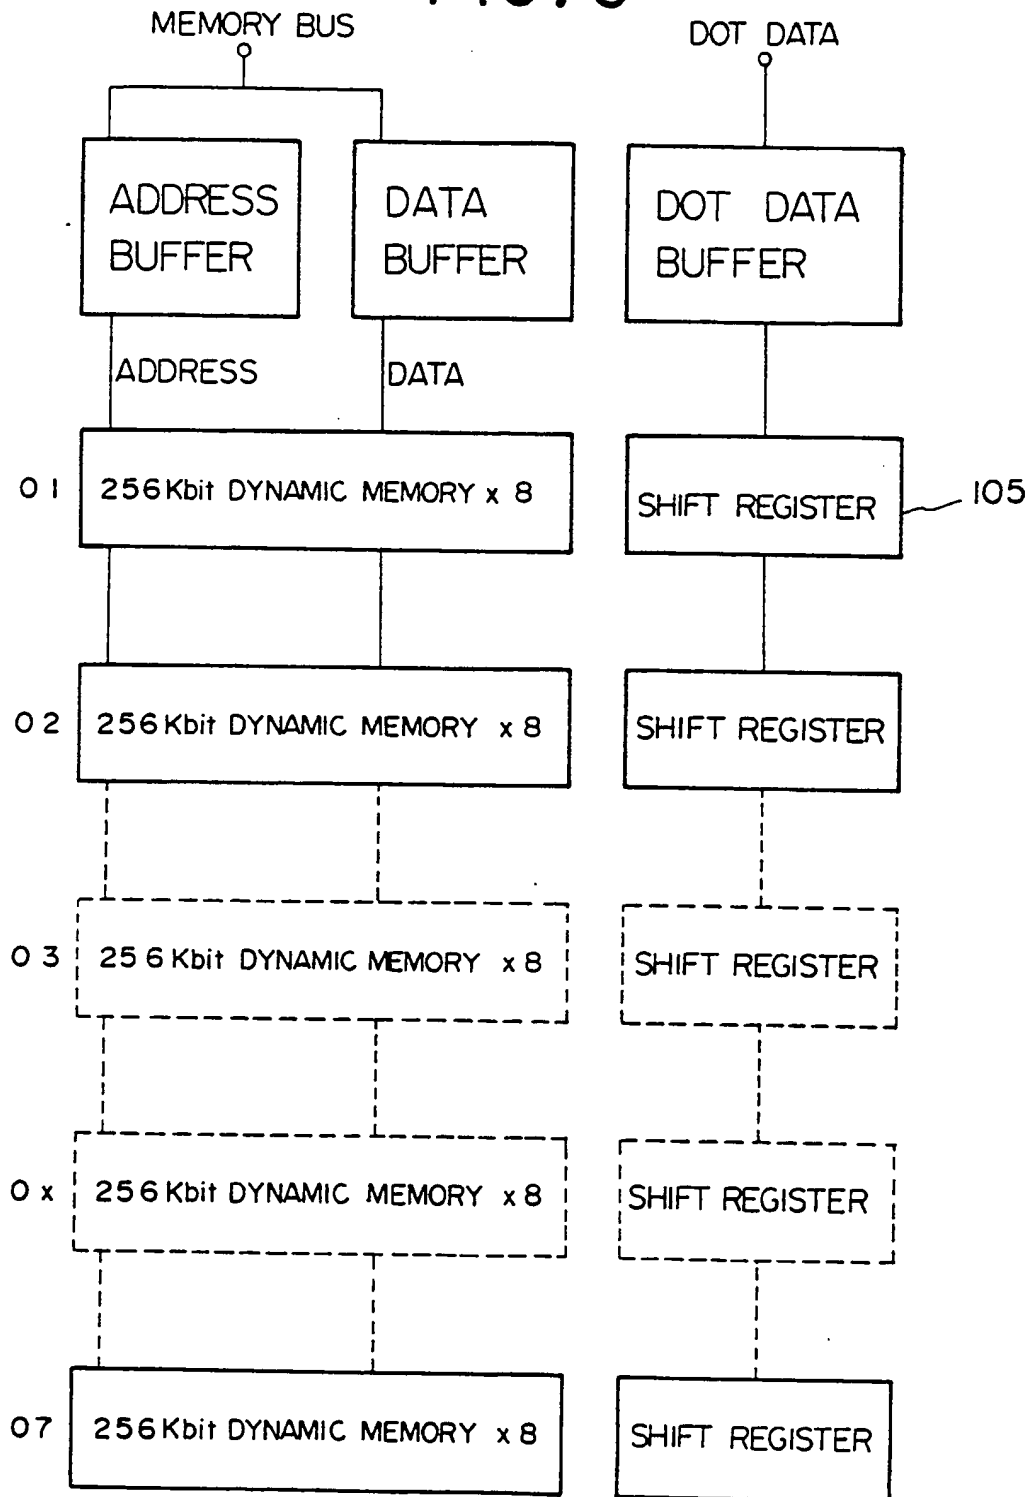 MEMORY BUS
DOT DATA
ADDRESS
BUFFER
DATA
BUFFER
DOT DATA
BUFFER
ADDRESS
DATA
01 256Kbit DYNAMIC MEMORY x 8
SHIFT REGISTER
105
02 256Kbit DYNAMIC MEMORY x 8
SHIFT REGISTER
03 256Kbit DYNAMIC MEMORY x 8
SHIFT REGISTER
0x 256Kbit DYNAMIC MEMORY x 8
SHIFT REGISTER
07 256Kbit DYNAMIC MEMORY x 8
SHIFT REGISTER